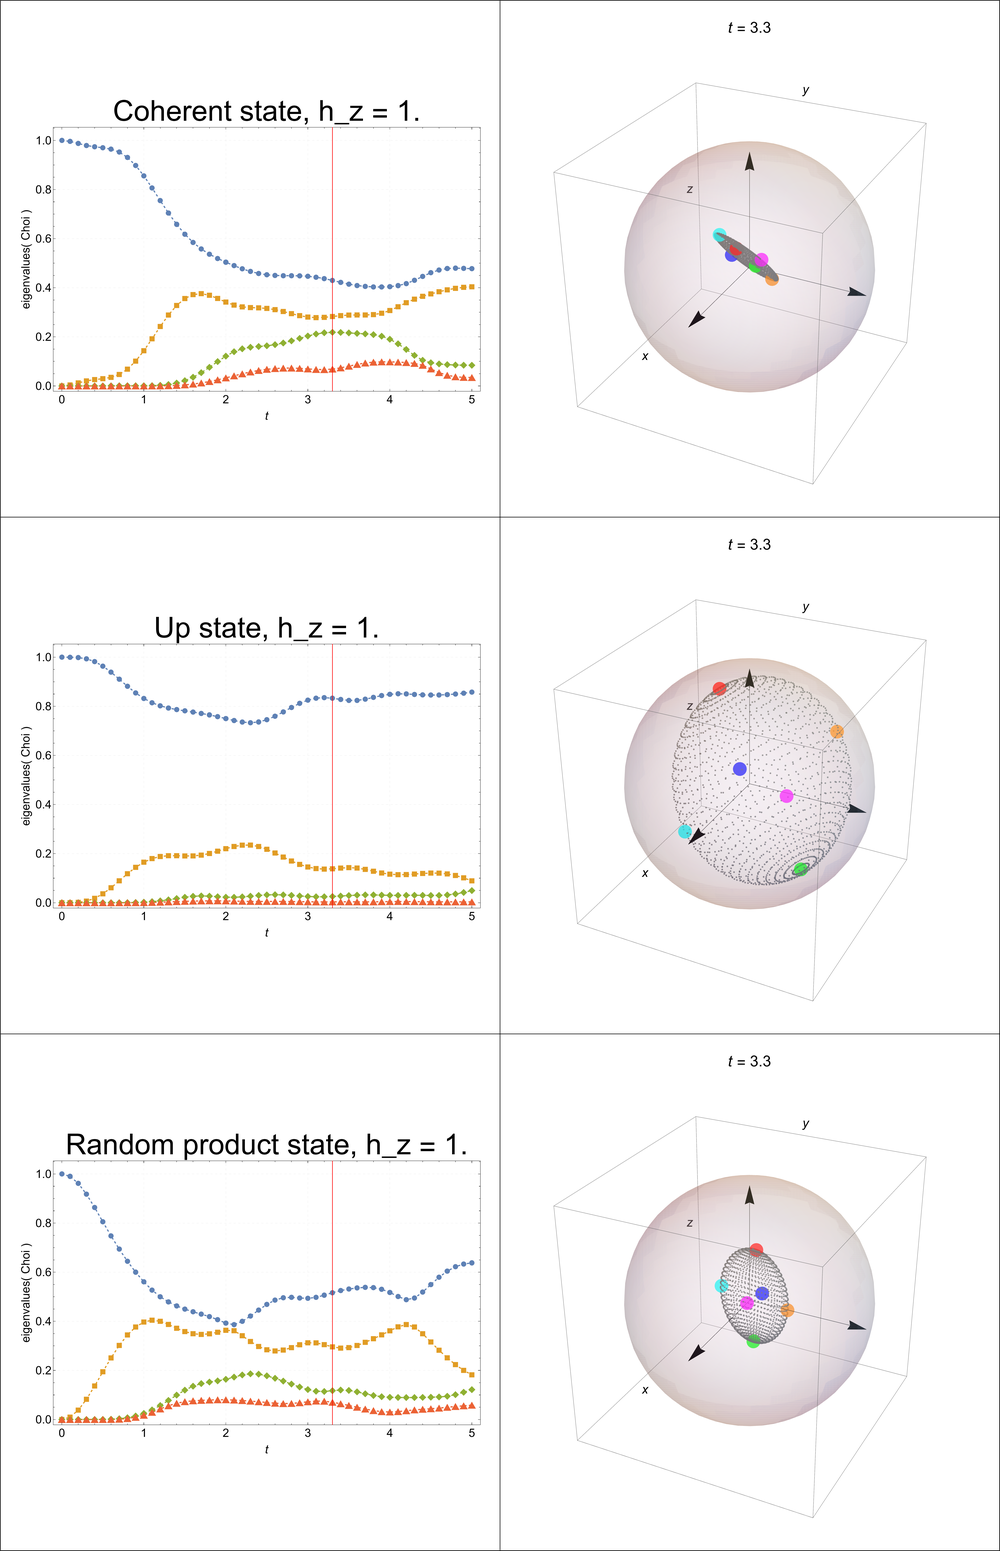 t = 3.3
Coherent state, h_z = 1.
eigenvalues( Choi )
1.0
0.8
0.6
0.4
0.2
0.0
0 1 2 3 4 5
t
y
z
x
t = 3.3
Up state, h_z = 1.
eigenvalues( Choi )
1.0
0.8
0.6
0.4
0.2
0.0
0 1 2 3 4 5
t
y
z
x
t = 3.3
Random product state, h_z = 1.
eigenvalues( Choi )
1.0
0.8
0.6
0.4
0.2
0.0
0 1 2 3 4 5
t
y
z
x